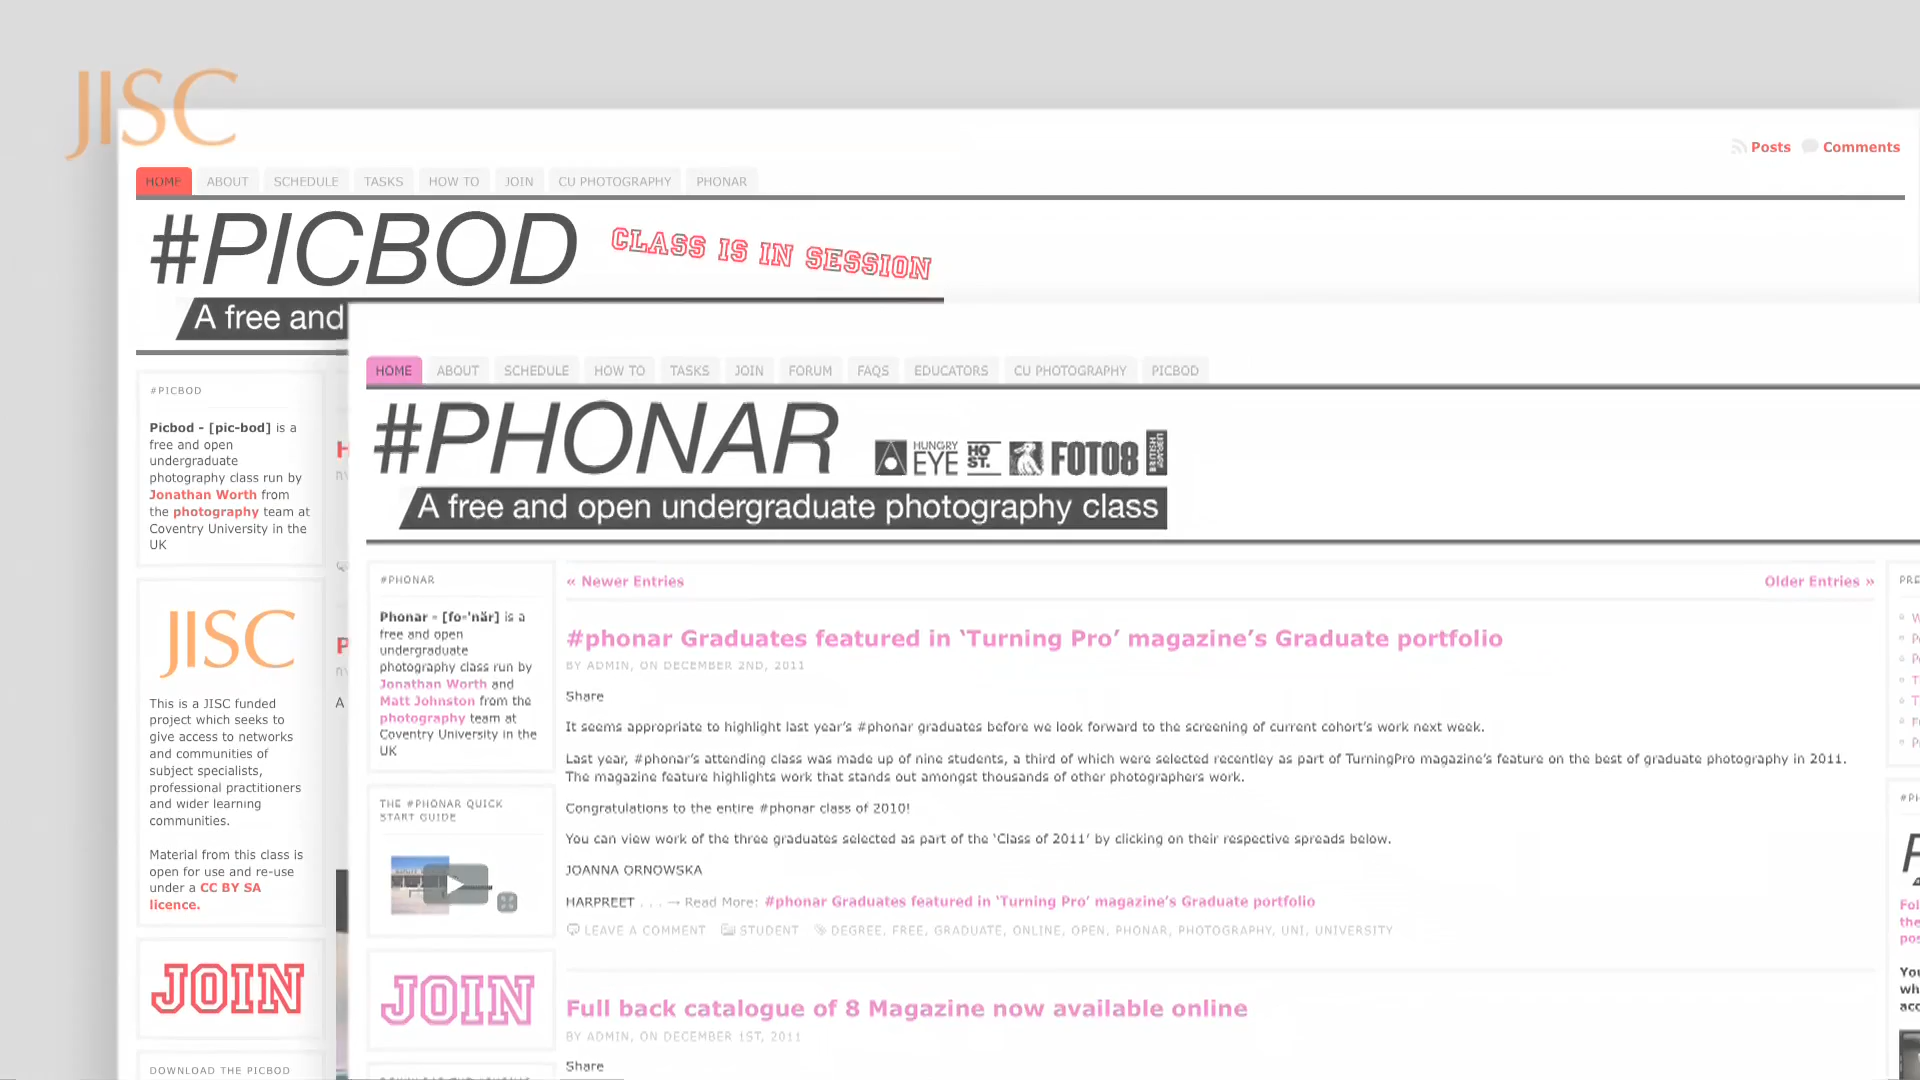 JISC
Posts Comments
HOME ABOUT SCHEDULE TASKS HOW TO JOIN CU PHOTOGRAPHY PHONAR
#PICBOD CLASS IS IN SESSION
A free and
#PICBOD
Picbod - [pic-bod] is a
free and open
undergraduate
photography class run by
Jonathan Worth from
the photography team at
Coventry University in the
UK
JISC
This is a JISC funded
project which seeks to
give access to networks
and communities of
subject specialists,
professional practitioners
and wider learning
communities.
Material from this class is
open for use and re-use
under a CC BY SA
licence.
JOIN
DOWNLOAD THE PICBOD
HOME ABOUT SCHEDULE HOW TO TASKS JOIN FORUM FAQS EDUCATORS CU PHOTOGRAPHY PICBOD
#PHONAR HUNGRY EYE HOST. FOTO8
A free and open undergraduate photography class
#PHONAR
Phonar - [fo-'när] is a
free and open
undergraduate
photography class run by
Jonathan Worth and
Matt Johnston from the
photography team at
Coventry University in the
UK
THE #PHONAR QUICK
START GUIDE
JOIN
« Newer Entries Older Entries »
#phonar Graduates featured in ‘Turning Pro’ magazine’s Graduate portfolio
BY ADMIN, ON DECEMBER 2ND, 2011
Share
It seems appropriate to highlight last year’s #phonar graduates before we look forward to the screening of current cohort’s work next week.
Last year, #phonar’s attending class was made up of nine students, a third of which were selected recentley as part of TurningPro magazine’s feature on the best of graduate photography in 2011.
The magazine feature highlights work that stands out amongst thousands of other photographers work.
Congratulations to the entire #phonar class of 2010!
You can view work of the three graduates selected as part of the ‘Class of 2011’ by clicking on their respective spreads below.
JOANNA ORNOWSKA
HARPREET . . . → Read More: #phonar Graduates featured in ‘Turning Pro’ magazine’s Graduate portfolio
LEAVE A COMMENT STUDENT DEGREE, FREE, GRADUATE, ONLINE, OPEN, PHONAR, PHOTOGRAPHY, UNI, UNIVERSITY
Full back catalogue of 8 Magazine now available online
BY ADMIN, ON DECEMBER 1ST, 2011
Share